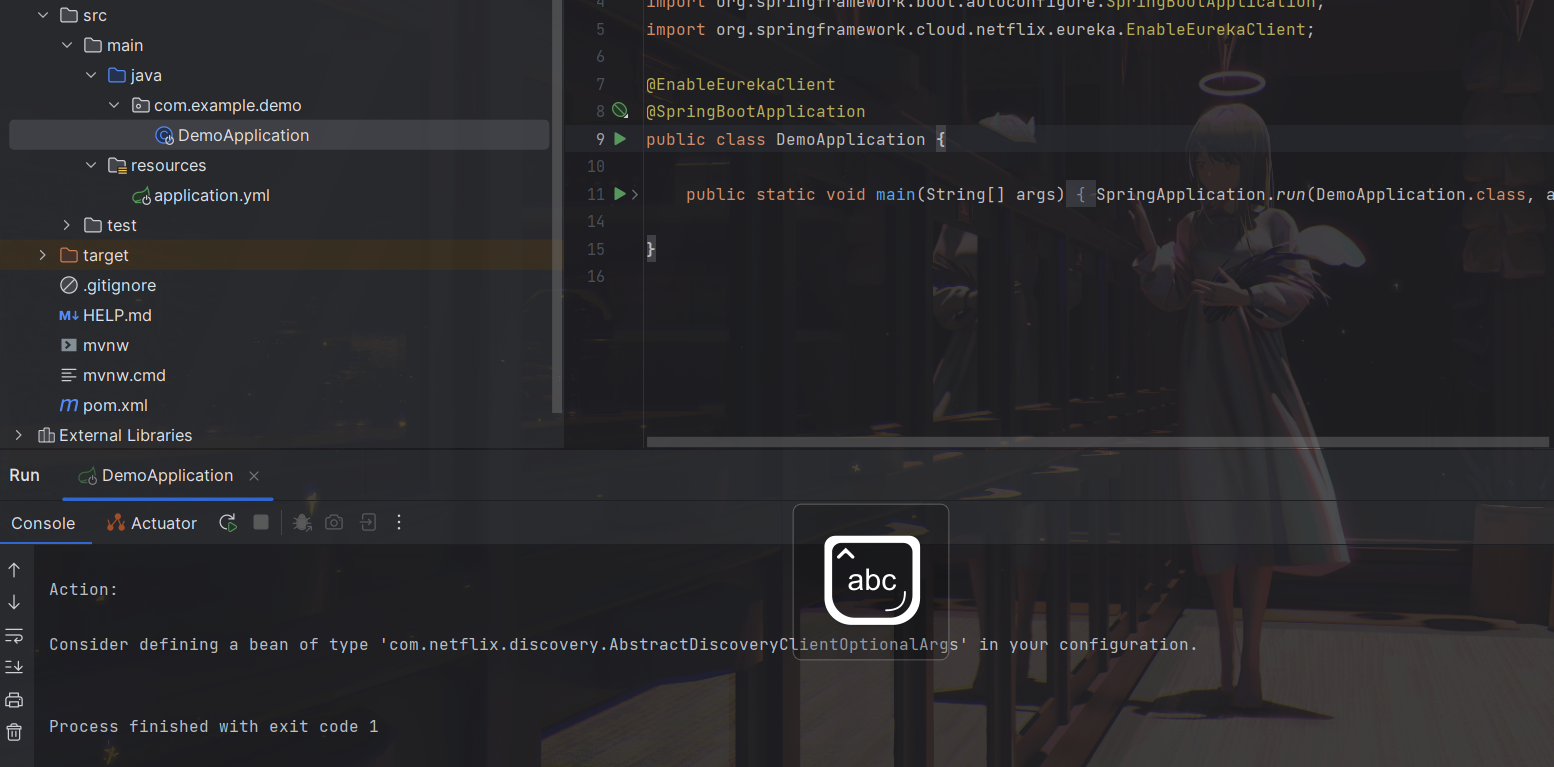 src
main
java
com.example.demo
DemoApplication
resources
application.yml
test
target
.gitignore
M↓ HELP.md
mvnw
mvnw.cmd
m pom.xml
External Libraries
4 import org.springframework.boot.autoconfigure.SpringBootApplication;
5 import org.springframework.cloud.netflix.eureka.EnableEurekaClient;
6
7 @EnableEurekaClient
8 @SpringBootApplication
9 public class DemoApplication {
10
11 public static void main(String[] args) { SpringApplication.run(DemoApplication.class, a
14
15 }
16
Run DemoApplication ×
Console Actuator
abc
Action:
Consider defining a bean of type 'com.netflix.discovery.AbstractDiscoveryClientOptionalArgs' in your configuration.
Process finished with exit code 1